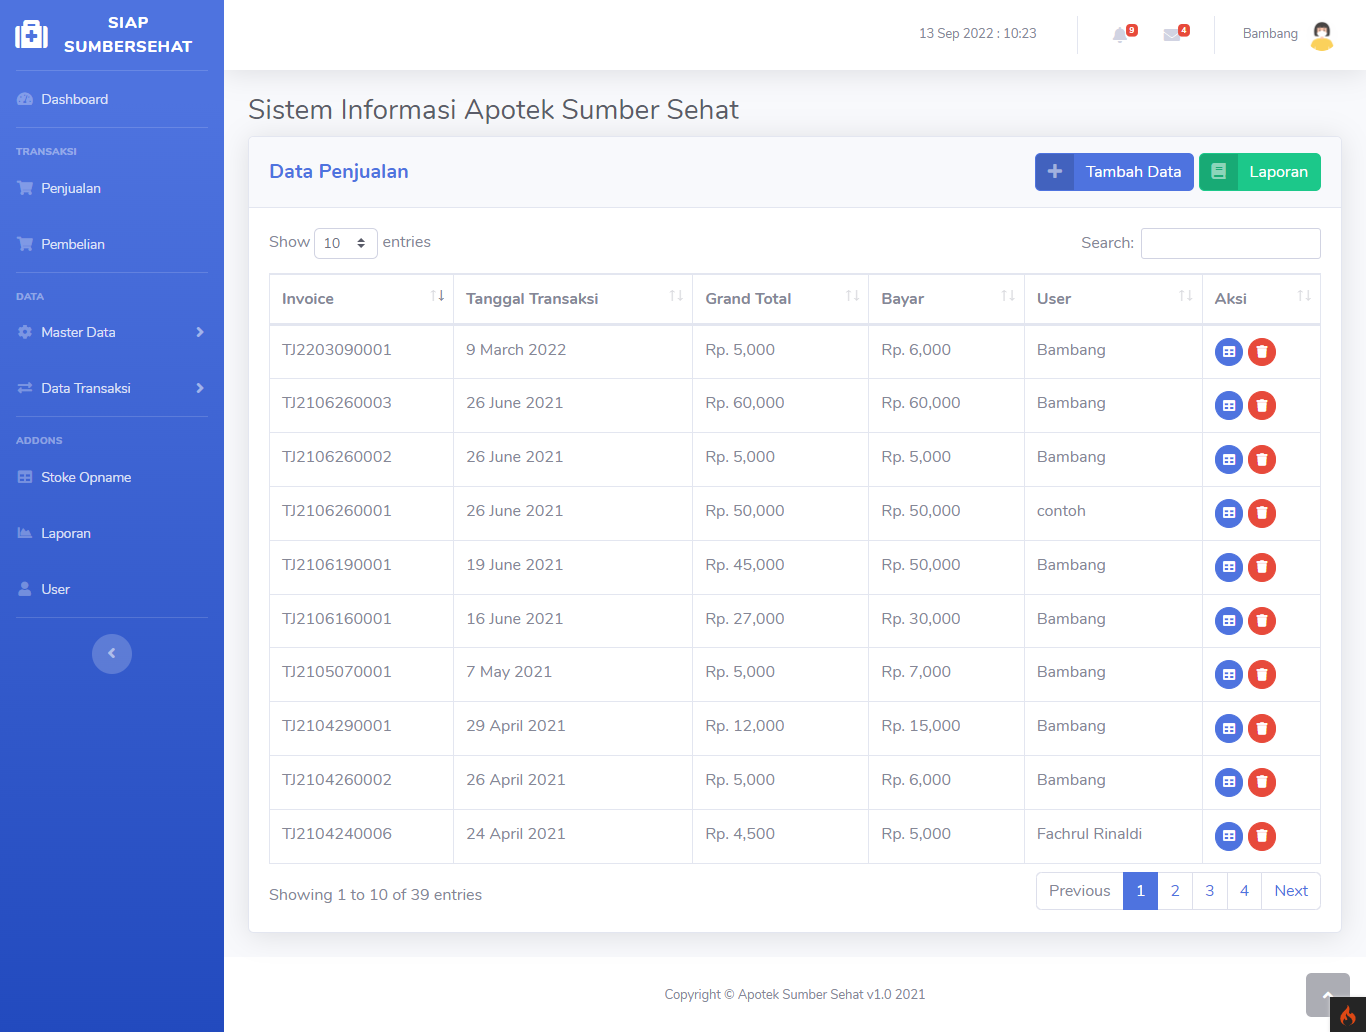 SIAP
SUMBERSEHAT
13 Sep 2022 : 10:23
9
4
Bambang
Dashboard
TRANSAKSI
Penjualan
Pembelian
DATA
Master Data
Data Transaksi
ADDONS
Stoke Opname
Laporan
User
Sistem Informasi Apotek Sumber Sehat
Data Penjualan
Tambah Data
Laporan
Show 10 entries
Search:
Invoice Tanggal Transaksi Grand Total Bayar User Aksi
TJ2203090001 9 March 2022 Rp. 5,000 Rp. 6,000 Bambang
TJ2106260003 26 June 2021 Rp. 60,000 Rp. 60,000 Bambang
TJ2106260002 26 June 2021 Rp. 5,000 Rp. 5,000 Bambang
TJ2106260001 26 June 2021 Rp. 50,000 Rp. 50,000 contoh
TJ2106190001 19 June 2021 Rp. 45,000 Rp. 50,000 Bambang
TJ2106160001 16 June 2021 Rp. 27,000 Rp. 30,000 Bambang
TJ2105070001 7 May 2021 Rp. 5,000 Rp. 7,000 Bambang
TJ2104290001 29 April 2021 Rp. 12,000 Rp. 15,000 Bambang
TJ2104260002 26 April 2021 Rp. 5,000 Rp. 6,000 Bambang
TJ2104240006 24 April 2021 Rp. 4,500 Rp. 5,000 Fachrul Rinaldi
Showing 1 to 10 of 39 entries
Previous 1 2 3 4 Next
Copyright © Apotek Sumber Sehat v1.0 2021